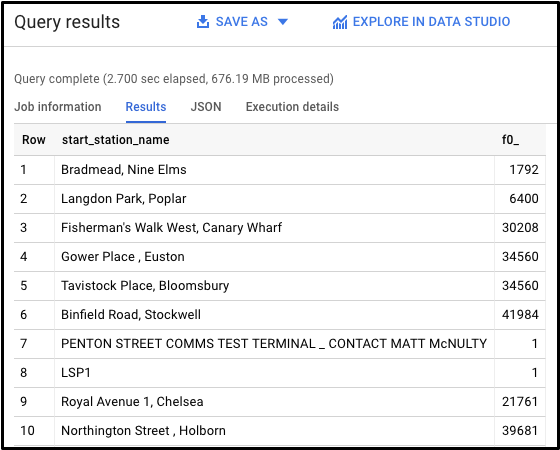 Query results SAVE AS EXPLORE IN DATA STUDIO
Query complete (2.700 sec elapsed, 676.19 MB processed)
Job information Results JSON Execution details
Row start_station_name f0_
1 Bradmead, Nine Elms 1792
2 Langdon Park, Poplar 6400
3 Fisherman's Walk West, Canary Wharf 30208
4 Gower Place , Euston 34560
5 Tavistock Place, Bloomsbury 34560
6 Binfield Road, Stockwell 41984
7 PENTON STREET COMMS TEST TERMINAL _ CONTACT MATT McNULTY 1
8 LSP1 1
9 Royal Avenue 1, Chelsea 21761
10 Northington Street , Holborn 39681